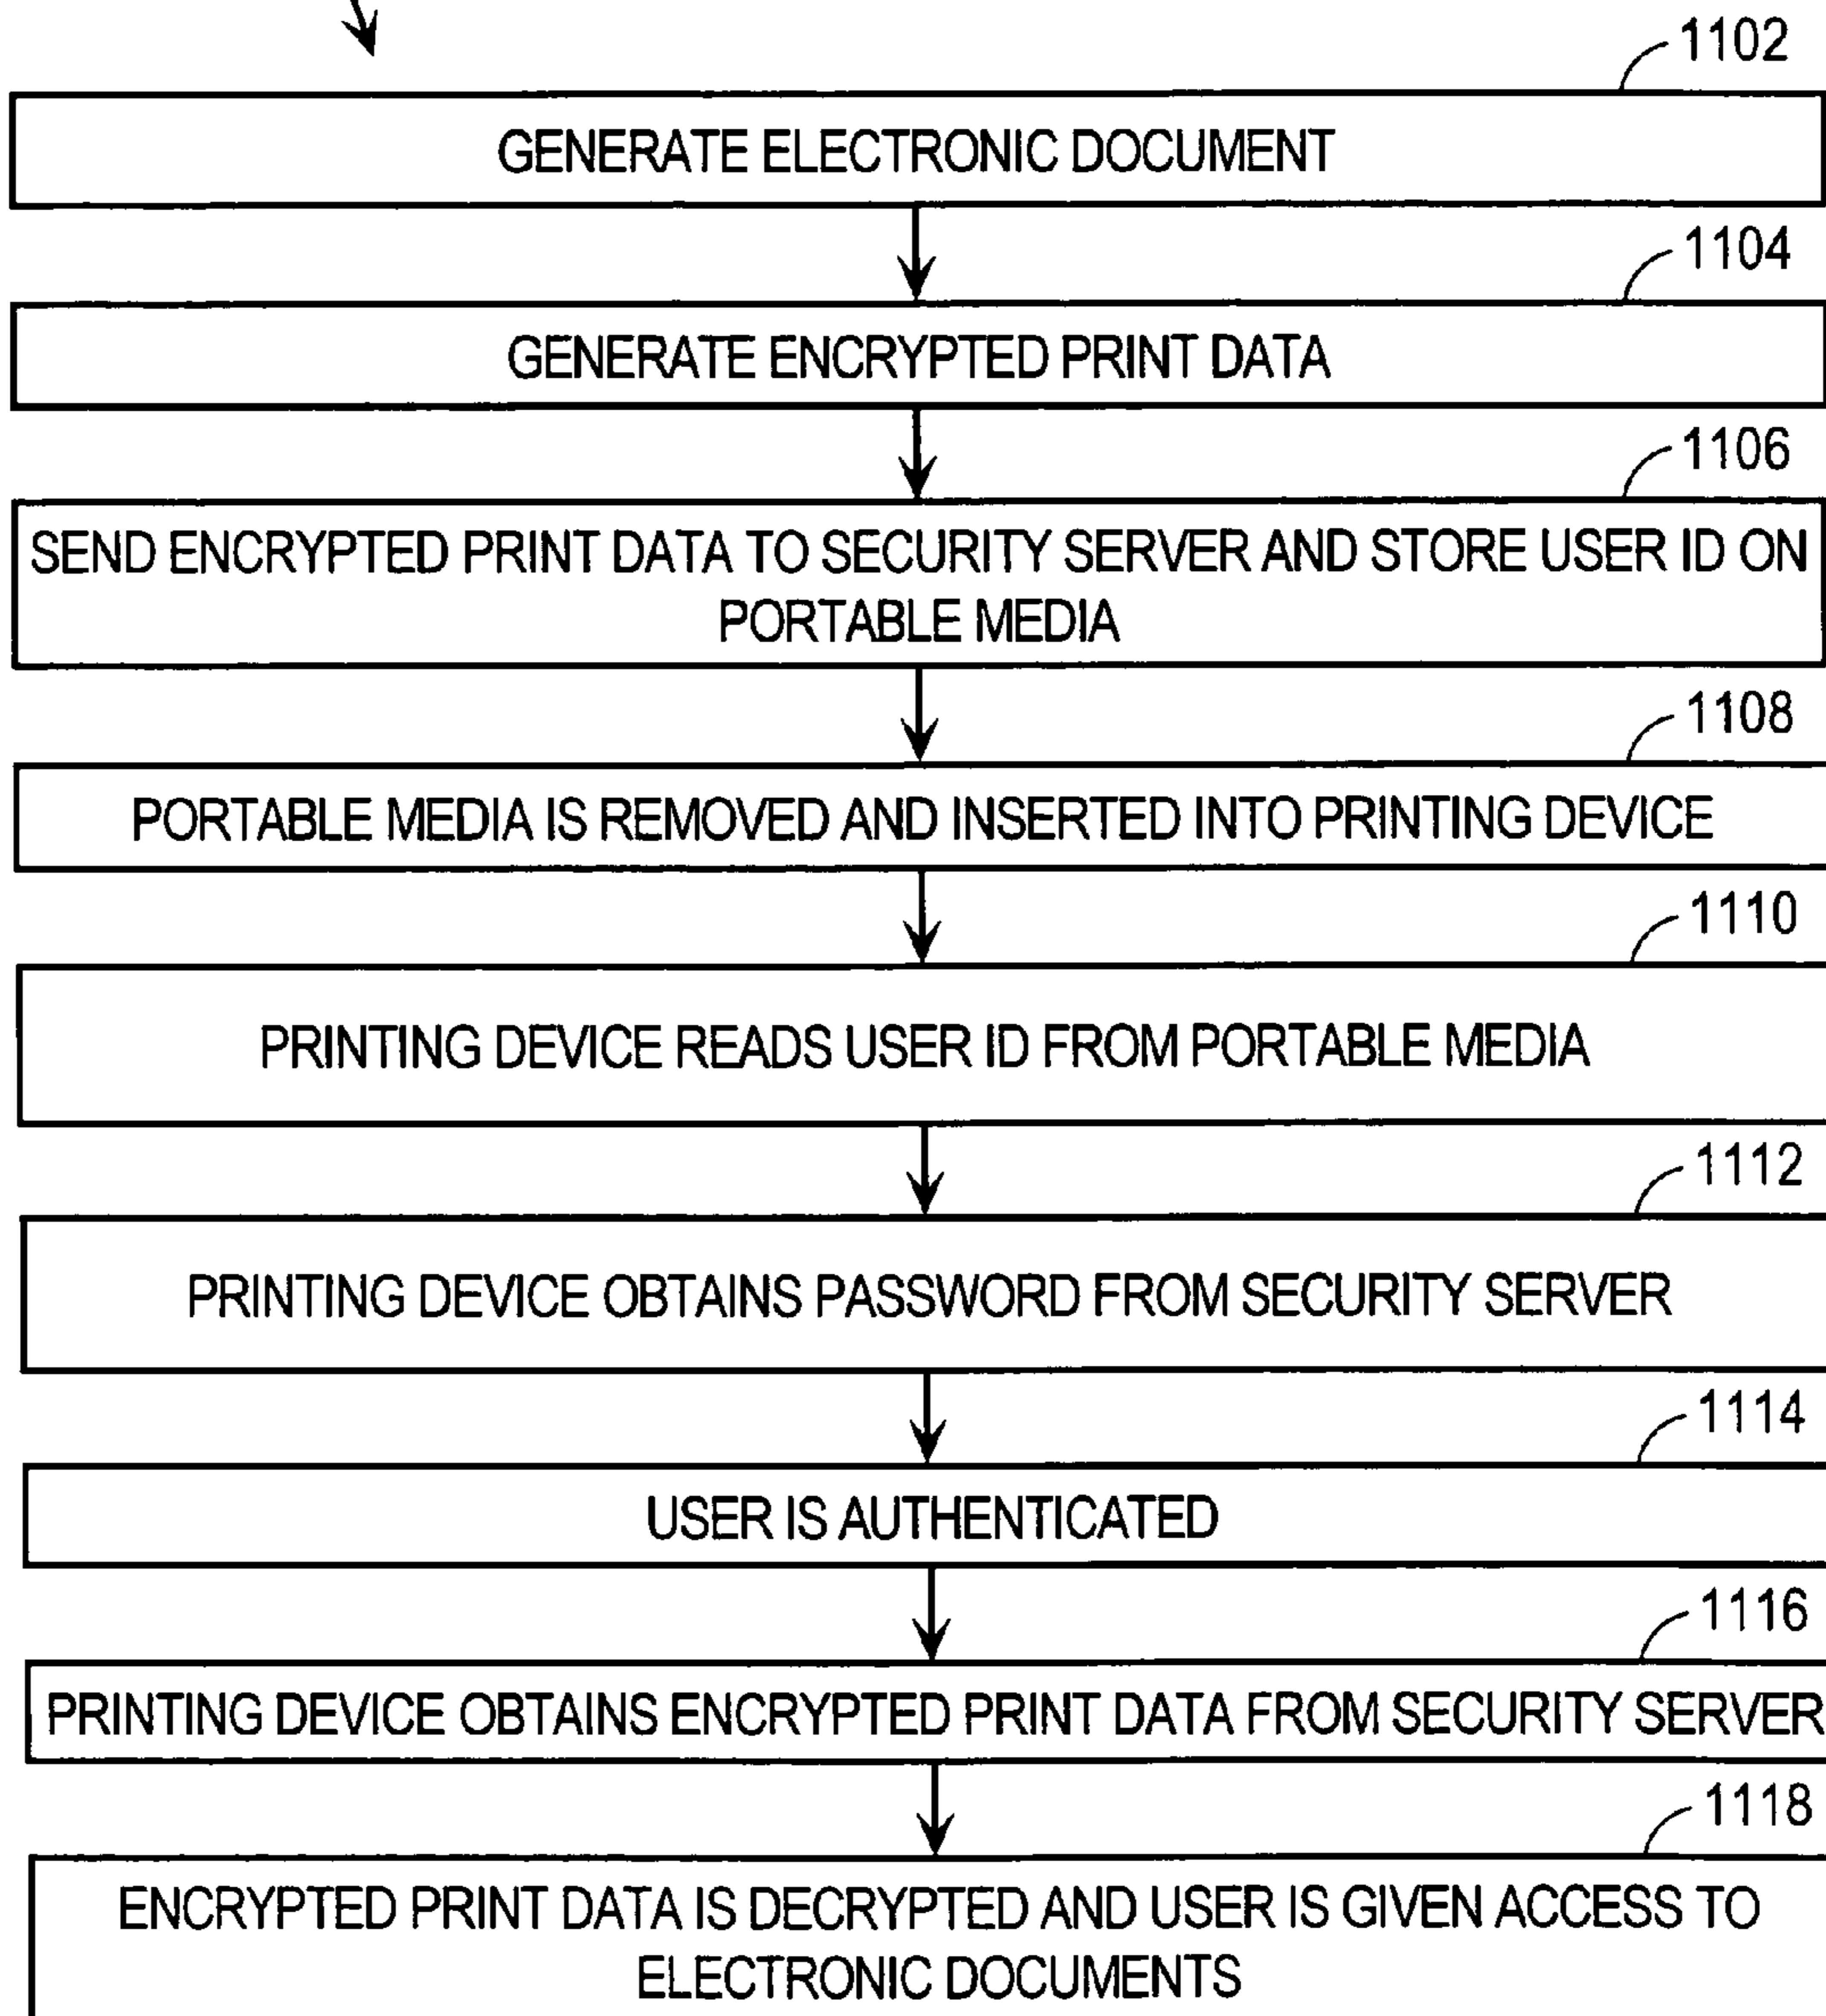 1102
GENERATE ELECTRONIC DOCUMENT
1104
GENERATE ENCRYPTED PRINT DATA
1106
SEND ENCRYPTED PRINT DATA TO SECURITY SERVER AND STORE USER ID ON
PORTABLE MEDIA
1108
PORTABLE MEDIA IS REMOVED AND INSERTED INTO PRINTING DEVICE
1110
PRINTING DEVICE READS USER ID FROM PORTABLE MEDIA
1112
PRINTING DEVICE OBTAINS PASSWORD FROM SECURITY SERVER
1114
USER IS AUTHENTICATED
1116
PRINTING DEVICE OBTAINS ENCRYPTED PRINT DATA FROM SECURITY SERVER
1118
ENCRYPTED PRINT DATA IS DECRYPTED AND USER IS GIVEN ACCESS TO
ELECTRONIC DOCUMENTS